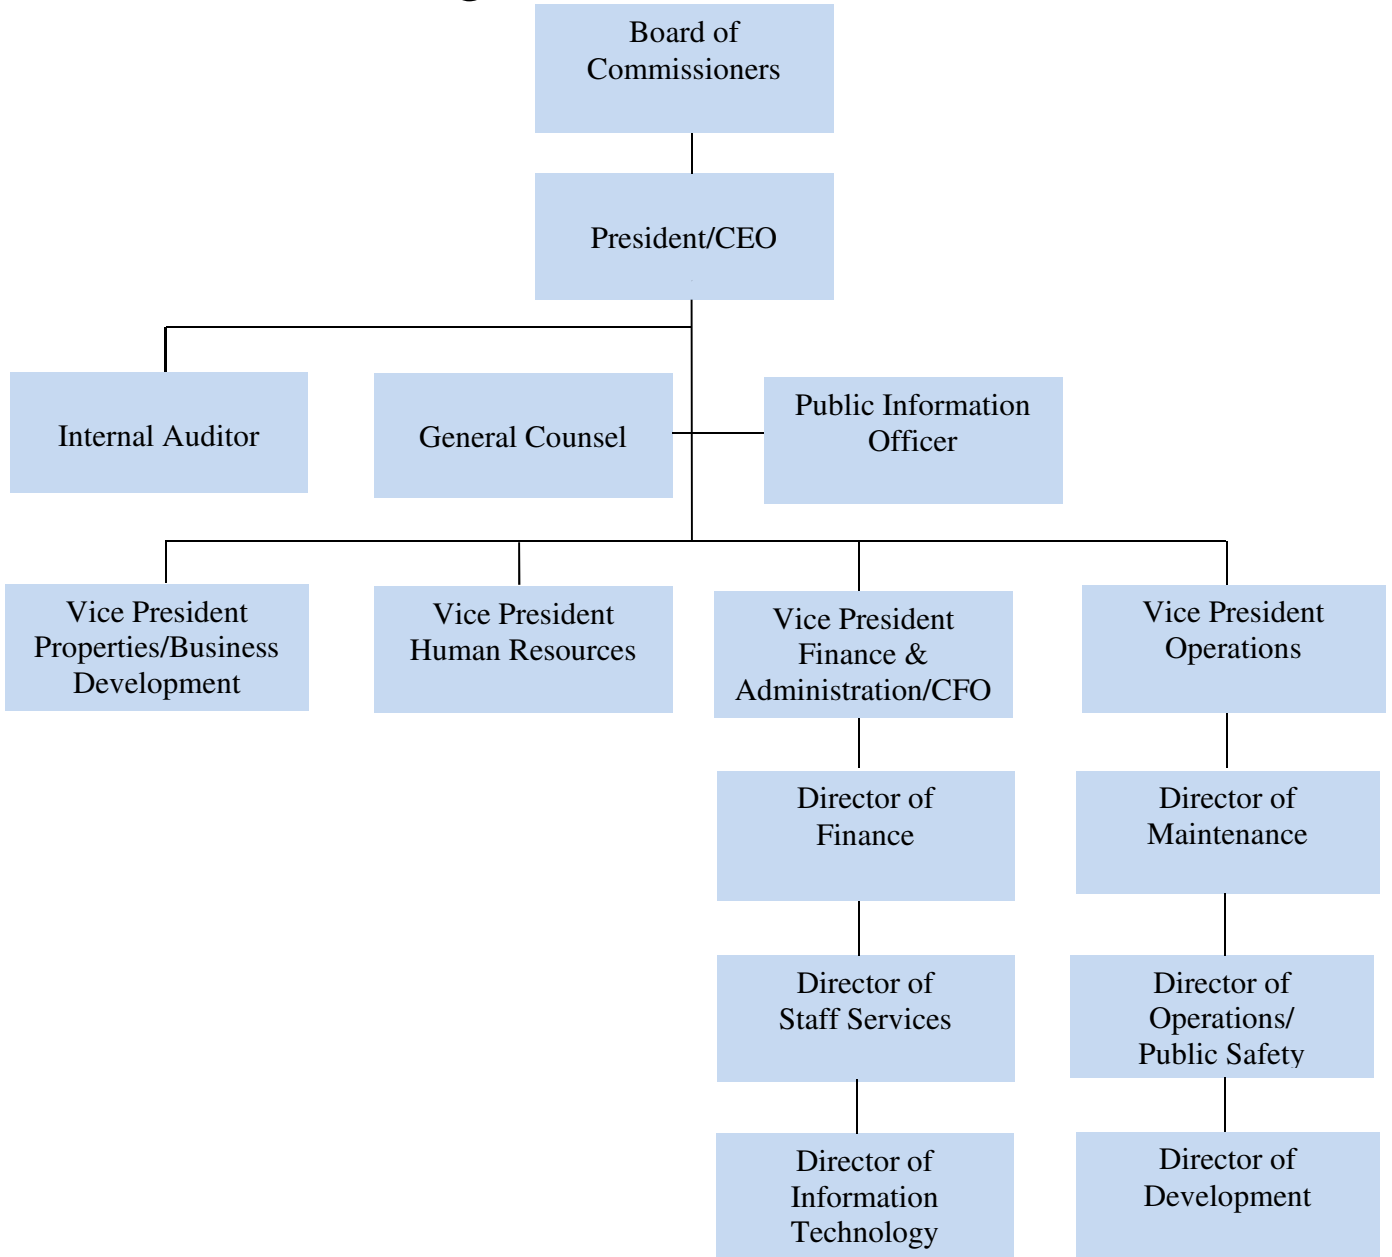 Board of
Commissioners
President/CEO
Internal Auditor
General Counsel
Public Information
Officer
Vice President
Properties/Business
Development
Vice President
Human Resources
Vice President
Finance &
Administration/CFO
Vice President
Operations
Director of
Finance
Director of
Maintenance
Director of
Staff Services
Director of
Operations/
Public Safety
Director of
Information
Technology
Director of
Development